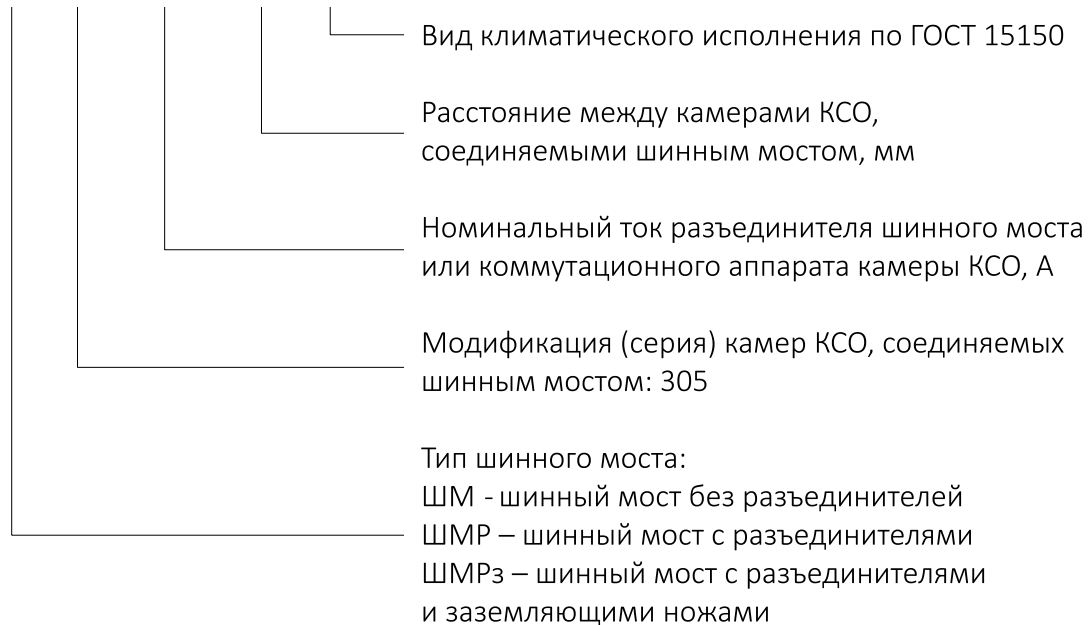 Вид климатического исполнения по ГОСТ 15150
Расстояние между камерами КСО,
соединяемыми шинным мостом, мм
Номинальный ток разъединителя шинного моста
или коммутационного аппарата камеры КСО, А
Модификация (серия) камер КСО, соединяемых
шинным мостом: 305
Тип шинного моста:
ШМ - шинный мост без разъединителей
ШМР – шинный мост с разъединителями
ШМРз – шинный мост с разъединителями
и заземляющими ножами